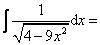 ∫ 1/√(4−9x²) dx =